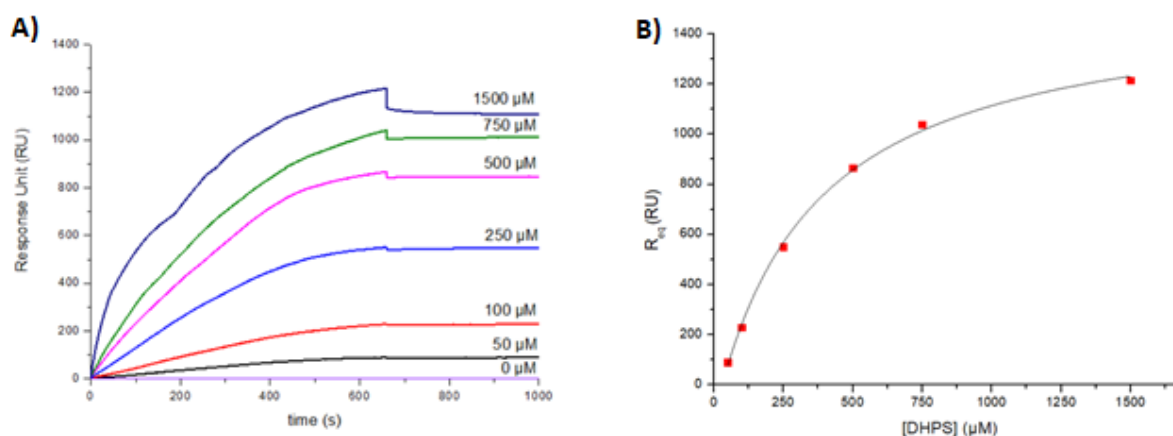 A)
1400
1200
1000
800
600
400
200
0
Response Unit (RU)
0 200 400 600 800 1000
time (s)
1500 µM
750 µM
500 µM
250 µM
100 µM
50 µM
0 µM
B)
1400
1200
1000
800
600
400
200
0
Req (RU)
0 250 500 750 1000 1250 1500
[DHPS] (µM)